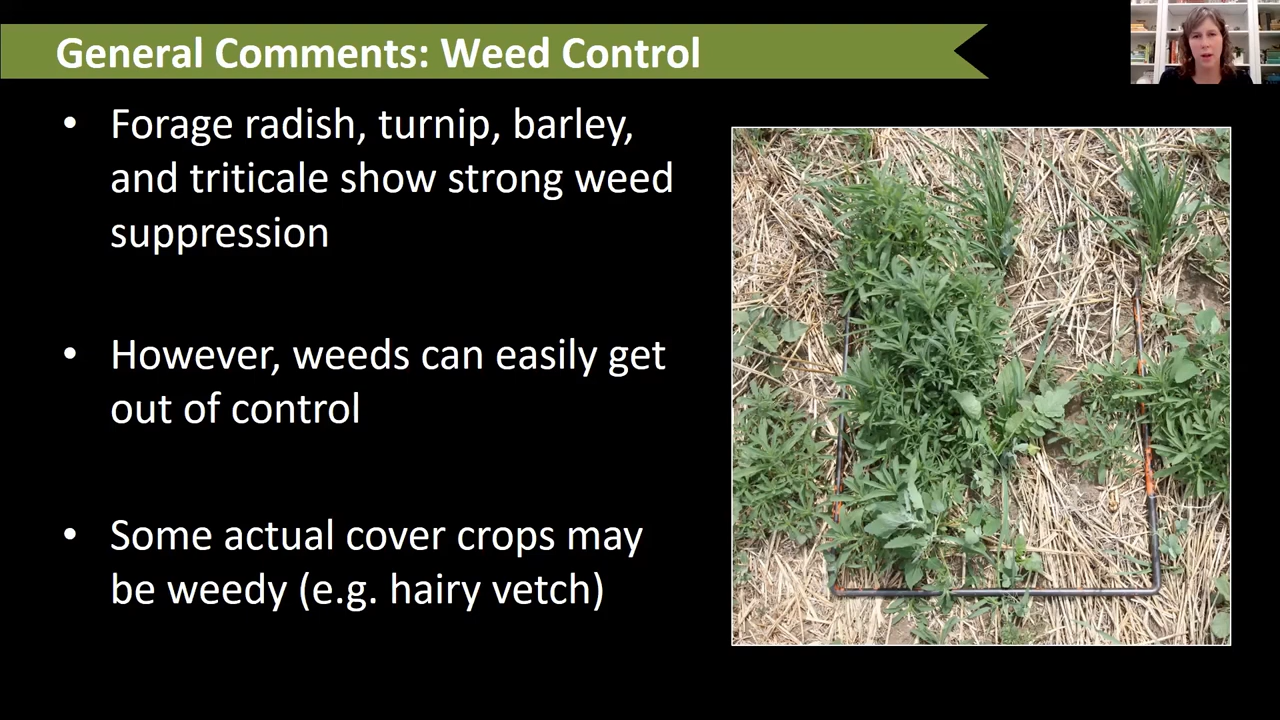 General Comments: Weed Control
• Forage radish, turnip, barley,
and triticale show strong weed
suppression
• However, weeds can easily get
out of control
• Some actual cover crops may
be weedy (e.g. hairy vetch)